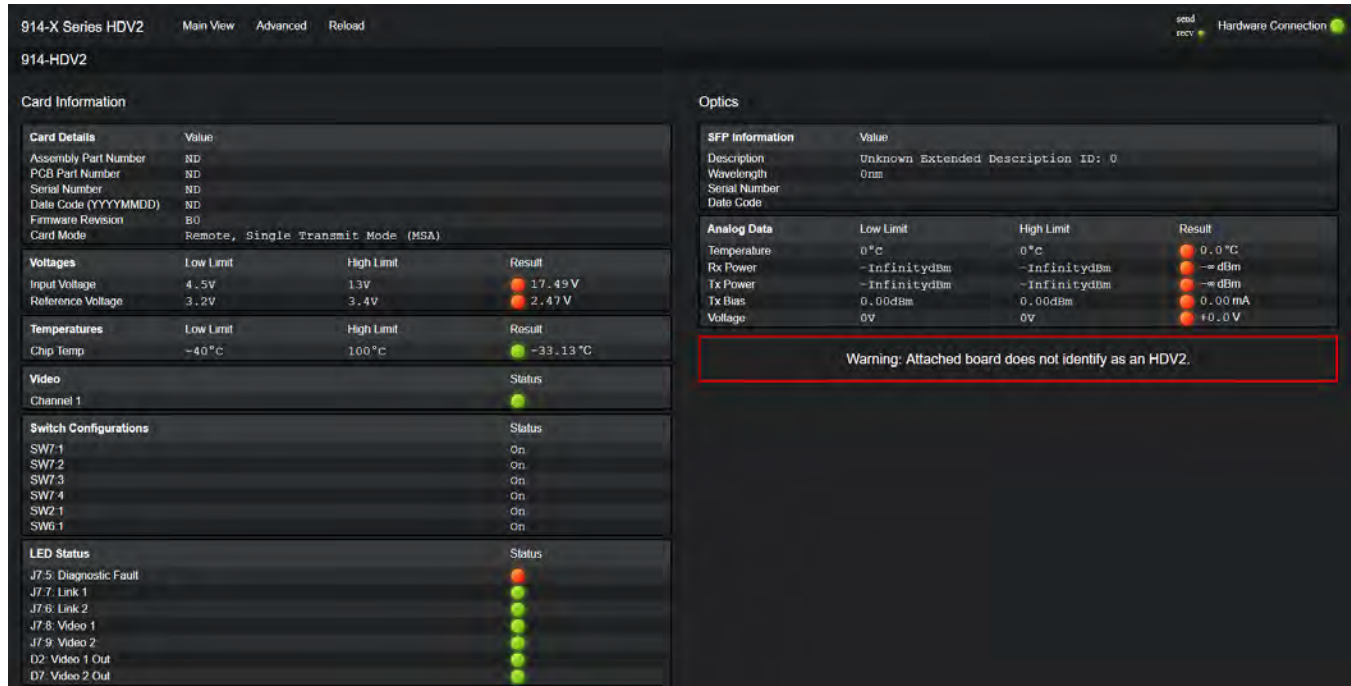 914-X Series HDV2 Main View Advanced Reload send recv Hardware Connection
914-HDV2
Card Information
Card Details Value
Assembly Part Number ND
PCB Part Number ND
Serial Number ND
Date Code (YYYYMMDD) ND
Firmware Revision B0
Card Mode Remote, Single Transmit Mode (MSA)
Voltages Low Limit High Limit Result
Input Voltage 4.5V 13V 17.49 V
Reference Voltage 3.2V 3.4V 2.47 V
Temperatures Low Limit High Limit Result
Chip Temp -40°C 100°C -33.13 °C
Video Status
Channel 1
Switch Configurations Status
SW7:1 On
SW7:2 On
SW7:3 On
SW7:4 On
SW2:1 On
SW6:1 On
LED Status Status
J7:5: Diagnostic Fault
J7:7: Link 1
J7:6: Link 2
J7:8: Video 1
J7:9: Video 2
D2: Video 1 Out
D7: Video 2 Out
Optics
SFP Information Value
Description Unknown Extended Description ID: 0
Wavelength 0nm
Serial Number
Date Code
Analog Data Low Limit High Limit Result
Temperature 0°C 0°C 0.0 °C
Rx Power -InfinitydBm -InfinitydBm -∞ dBm
Tx Power -InfinitydBm -InfinitydBm -∞ dBm
Tx Bias 0.00dBm 0.00dBm 0.00 mA
Voltage 0V 0V +0.0 V
Warning: Attached board does not identify as an HDV2.